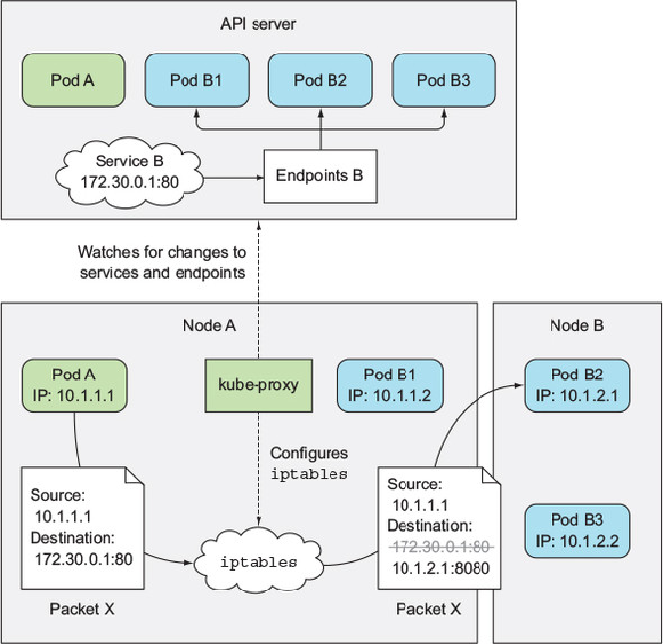 API server
Pod A
Pod B1
Pod B2
Pod B3
Service B
172.30.0.1:80
Endpoints B
Watches for changes to
services and endpoints
Node A
Node B
Pod A
IP: 10.1.1.1
kube-proxy
Pod B1
IP: 10.1.1.2
Pod B2
IP: 10.1.2.1
Configures
iptables
Source:
10.1.1.1
Destination:
172.30.0.1:80
Packet X
iptables
Source:
10.1.1.1
Destination:
172.30.0.1:80
10.1.2.1:8080
Packet X
Pod B3
IP: 10.1.2.2